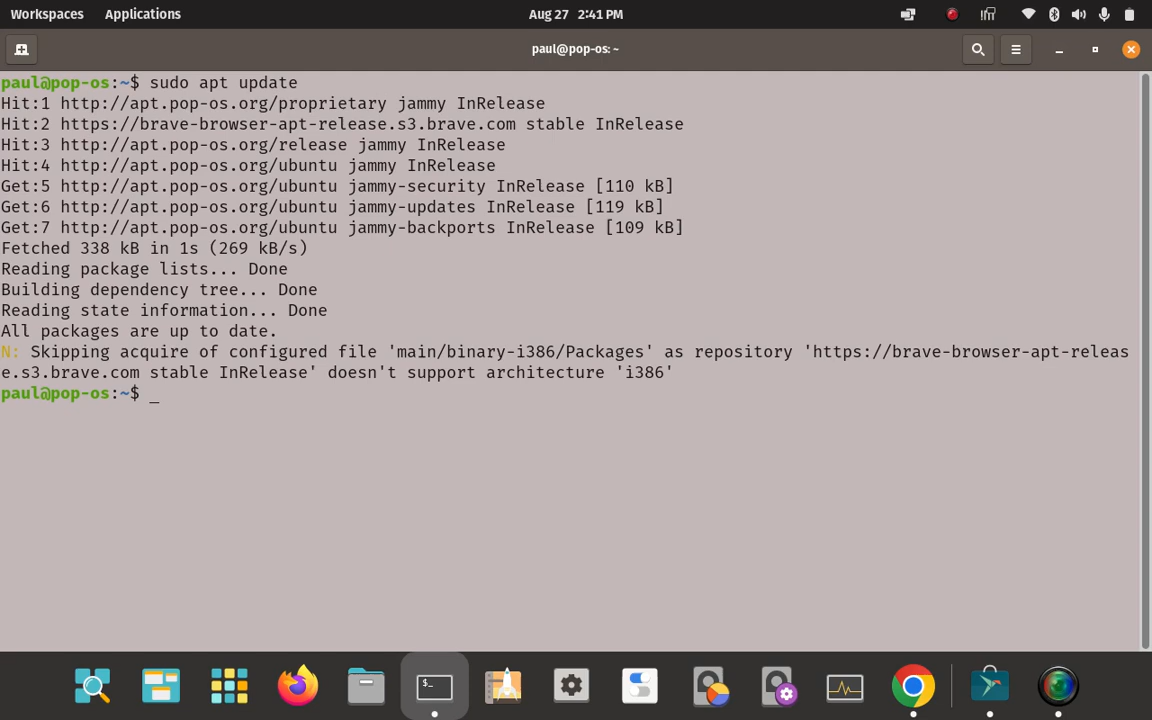 Workspaces Applications Aug 27 2:41 PM
paul@pop-os: ~
paul@pop-os:~$ sudo apt update
Hit:1 http://apt.pop-os.org/proprietary jammy InRelease
Hit:2 https://brave-browser-apt-release.s3.brave.com stable InRelease
Hit:3 http://apt.pop-os.org/release jammy InRelease
Hit:4 http://apt.pop-os.org/ubuntu jammy InRelease
Get:5 http://apt.pop-os.org/ubuntu jammy-security InRelease [110 kB]
Get:6 http://apt.pop-os.org/ubuntu jammy-updates InRelease [119 kB]
Get:7 http://apt.pop-os.org/ubuntu jammy-backports InRelease [109 kB]
Fetched 338 kB in 1s (269 kB/s)
Reading package lists... Done
Building dependency tree... Done
Reading state information... Done
All packages are up to date.
N: Skipping acquire of configured file 'main/binary-i386/Packages' as repository 'https://brave-browser-apt-releas
e.s3.brave.com stable InRelease' doesn't support architecture 'i386'
paul@pop-os:~$ _
$_